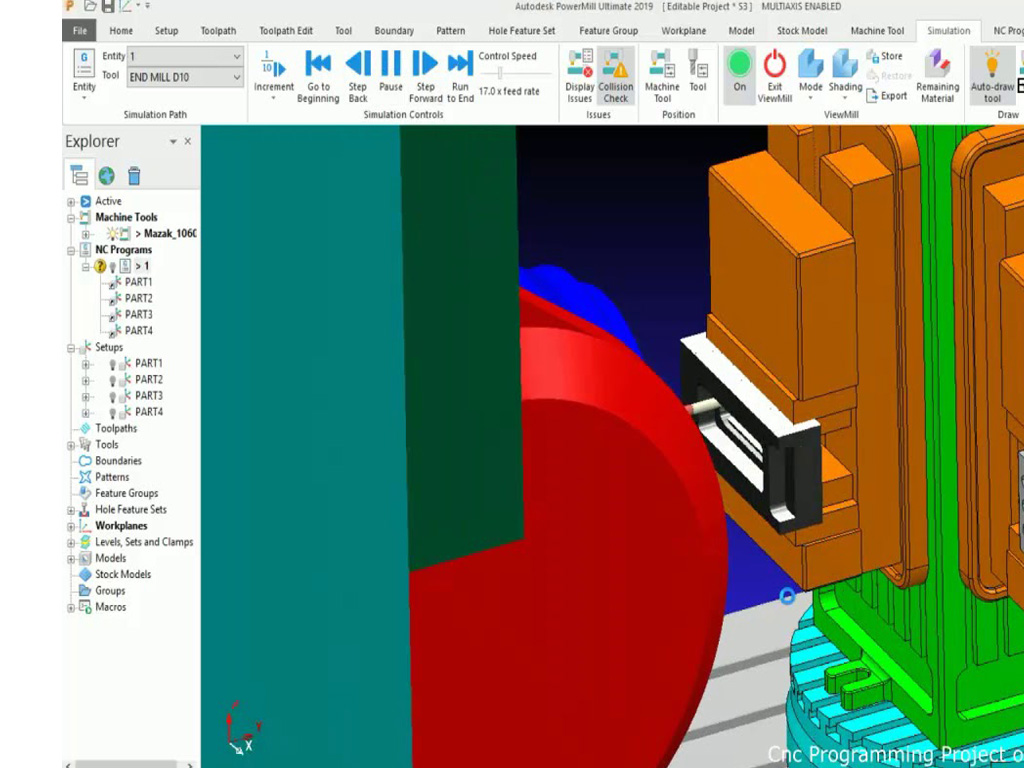 Autodesk PowerMill Ultimate 2019 [ Editable Project * S3 ] MULTIAXIS ENABLED
File Home Setup Toolpath Toolpath Edit Tool Boundary Pattern Hole Feature Set Feature Group Workplane Model Stock Model Machine Tool Simulation NC Prog
Entity 1
Tool END MILL D10
Entity
Simulation Path
1
10
Increment
Go to Beginning
Step Back
Pause
Step Forward
Run to End
Control Speed
17.0 x feed rate
Simulation Controls
Display Issues
Collision Check
Issues
Machine Tool
Tool
Position
On
Exit ViewMill
Mode
Shading
Store
Restore
Export
Remaining Material
ViewMill
Auto-draw tool
Draw
Explorer
Active
Machine Tools
> Mazak_1060
NC Programs
> 1
PART1
PART2
PART3
PART4
Setups
PART1
PART2
PART3
PART4
Toolpaths
Tools
Boundaries
Patterns
Feature Groups
Hole Feature Sets
Workplanes
Levels, Sets and Clamps
Models
Stock Models
Groups
Macros
Z
Y
X
Cnc Programming Project o